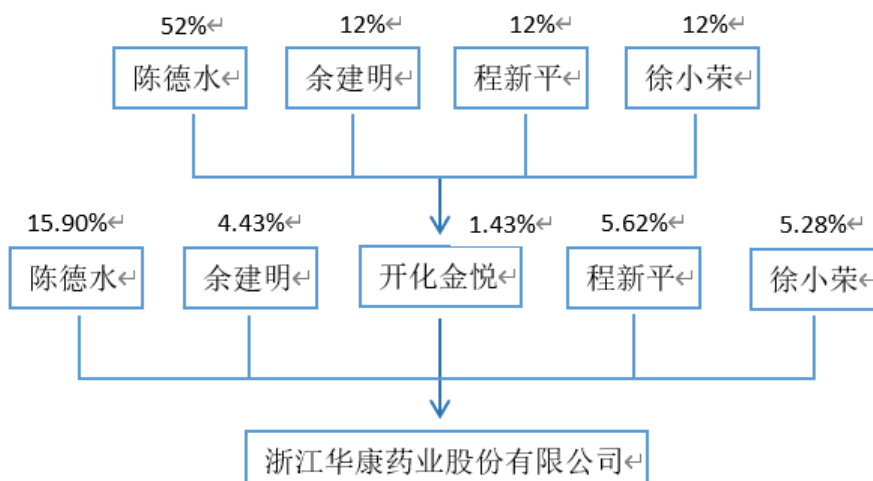 52% 12% 12% 12%
陈德水 余建明 程新平 徐小荣
15.90% 4.43% 1.43% 5.62% 5.28%
陈德水 余建明 开化金悦 程新平 徐小荣
浙江华康药业股份有限公司